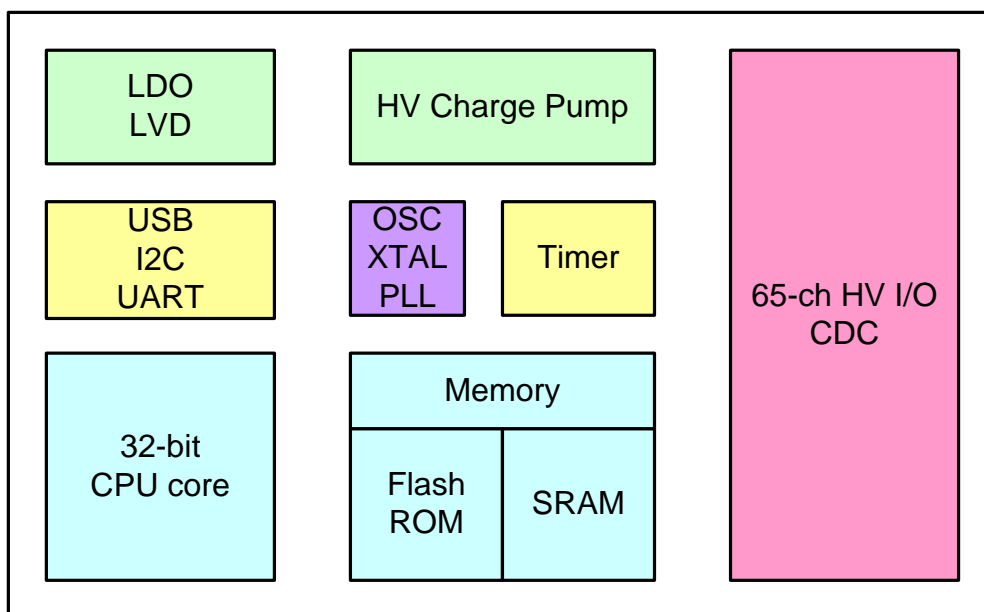 LDO
LVD
HV Charge Pump
USB
I2C
UART
OSC
XTAL
PLL
Timer
65-ch HV I/O
CDC
32-bit
CPU core
Memory
Flash
ROM
SRAM